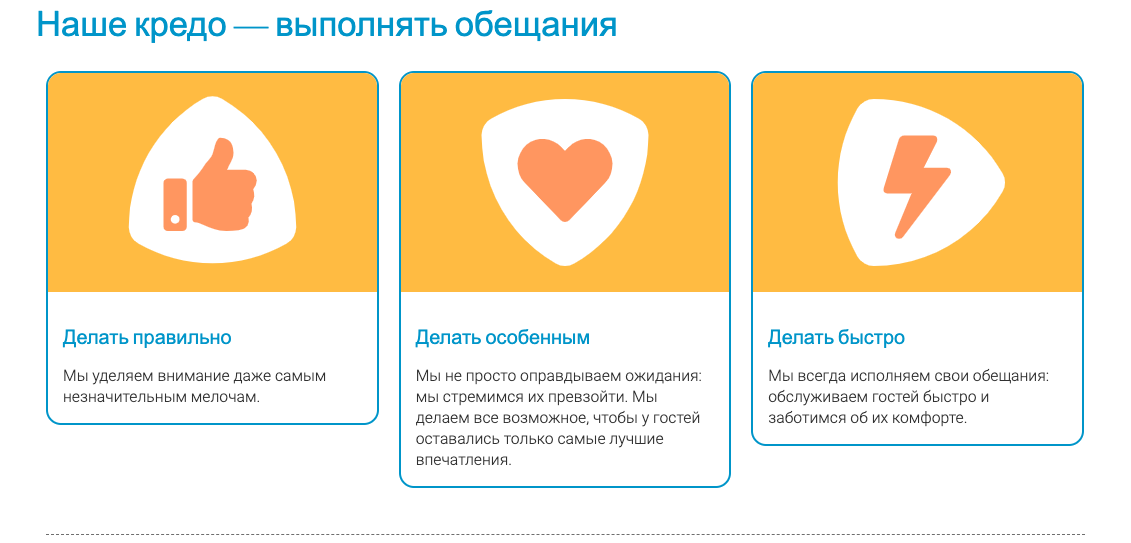 Наше кредо — выполнять обещания
Делать правильно
Мы уделяем внимание даже самым
незначительным мелочам.
Делать особенным
Мы не просто оправдываем ожидания:
мы стремимся их превзойти. Мы
делаем все возможное, чтобы у гостей
оставались только самые лучшие
впечатления.
Делать быстро
Мы всегда исполняем свои обещания:
обслуживаем гостей быстро и
заботимся об их комфорте.